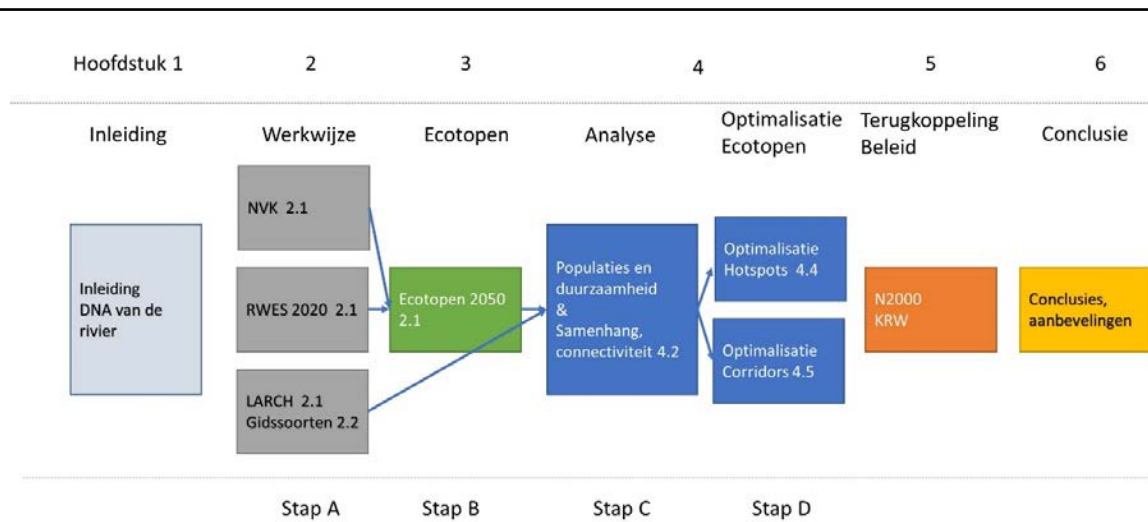 Hoofdstuk 1 2 3 4 5 6
Inleiding Werkwijze Ecotopen Analyse Optimalisatie Ecotopen Terugkoppeling Beleid Conclusie
Inleiding
DNA van de
rivier
NVK 2.1
RWES 2020 2.1
LARCH 2.1
Gidssoorten 2.2
Ecotopen 2050
2.1
Populaties en
duurzaamheid
&
Samenhang,
connectiviteit 4.2
Optimalisatie
Hotspots 4.4
Optimalisatie
Corridors 4.5
N2000
KRW
Conclusies,
aanbevelingen
Stap A Stap B Stap C Stap D